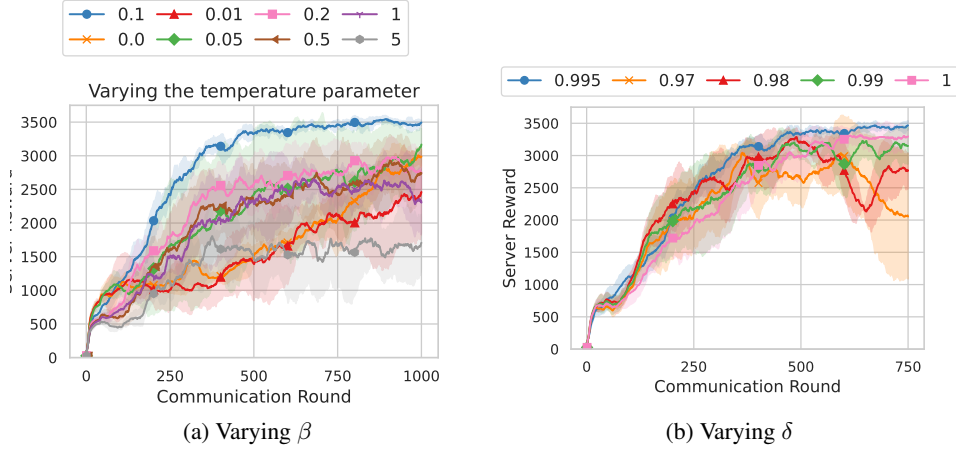 0.1 0.01 0.2 1
0.0 0.05 0.5 5
Varying the temperature parameter
3500
3000
2500
2000
1500
1000
500
0
0 250 500 750 1000
Communication Round
(a) Varying β
0.995 0.97 0.98 0.99 1
Server Reward
3500
3000
2500
2000
1500
1000
500
0
0 250 500 750
Communication Round
(b) Varying δ